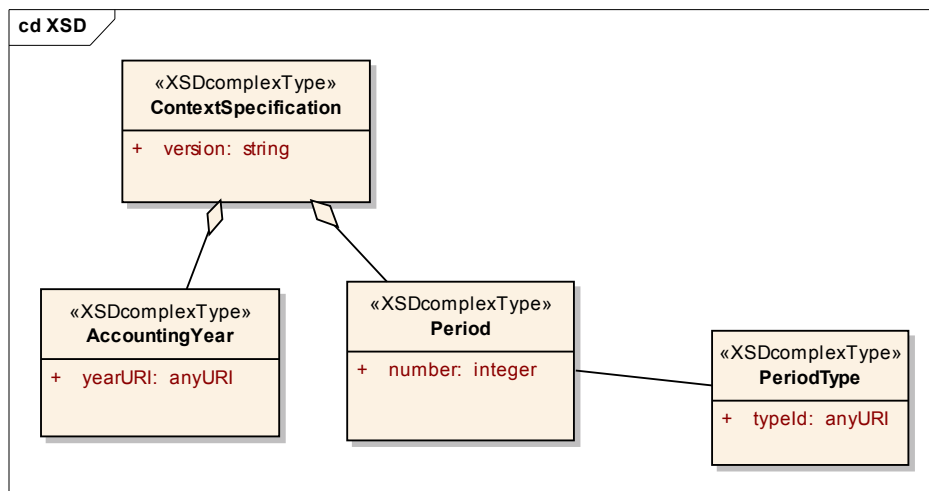 cd XSD
«XSDcomplexType»
ContextSpecification
+ version: string
«XSDcomplexType»
AccountingYear
+ yearURI: anyURI
«XSDcomplexType»
Period
+ number: integer
«XSDcomplexType»
PeriodType
+ typeId: anyURI